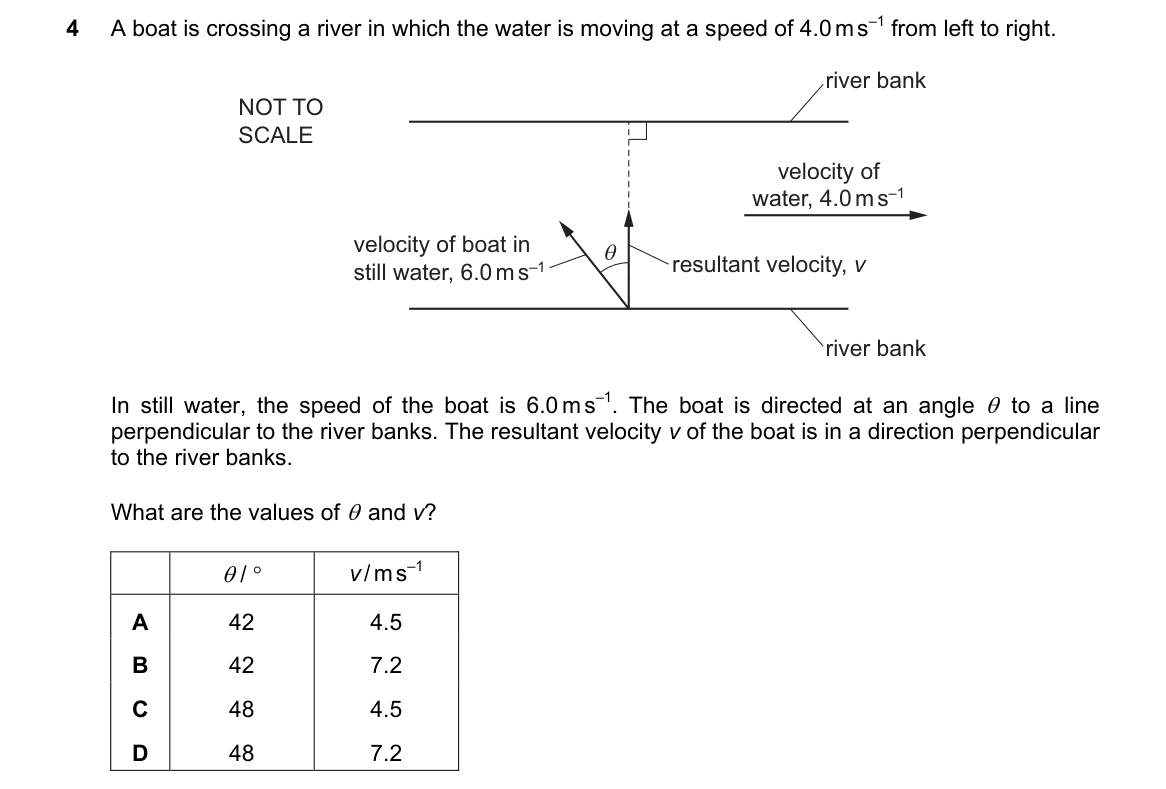 4 A boat is crossing a river in which the water is moving at a speed of 4.0 m s⁻¹ from left to right.
river bank
NOT TO
SCALE
velocity of
water, 4.0 m s⁻¹
velocity of boat in
still water, 6.0 m s⁻¹
θ
resultant velocity, v
river bank
In still water, the speed of the boat is 6.0 m s⁻¹. The boat is directed at an angle θ to a line
perpendicular to the river banks. The resultant velocity v of the boat is in a direction perpendicular
to the river banks.
What are the values of θ and v?
θ / ° v / m s⁻¹
A 42 4.5
B 42 7.2
C 48 4.5
D 48 7.2